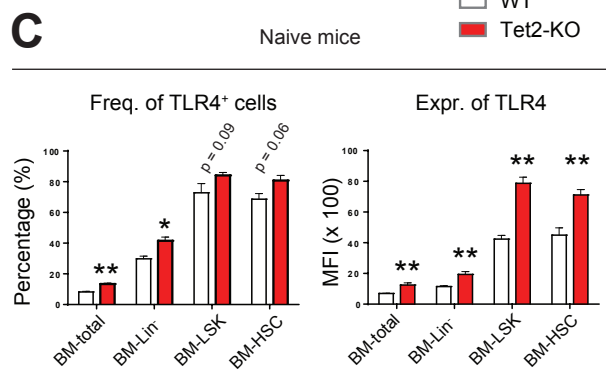 C
Naive mice
WT
Tet2-KO
Freq. of TLR4⁺ cells
Percentage (%)
100
80
60
40
20
0
**
*
p = 0.09
p = 0.06
BM-total
BM-Lin⁻
BM-LSK
BM-HSC
Expr. of TLR4
MFI (x 100)
100
80
60
40
20
0
**
**
**
**
BM-total
BM-Lin⁻
BM-LSK
BM-HSC